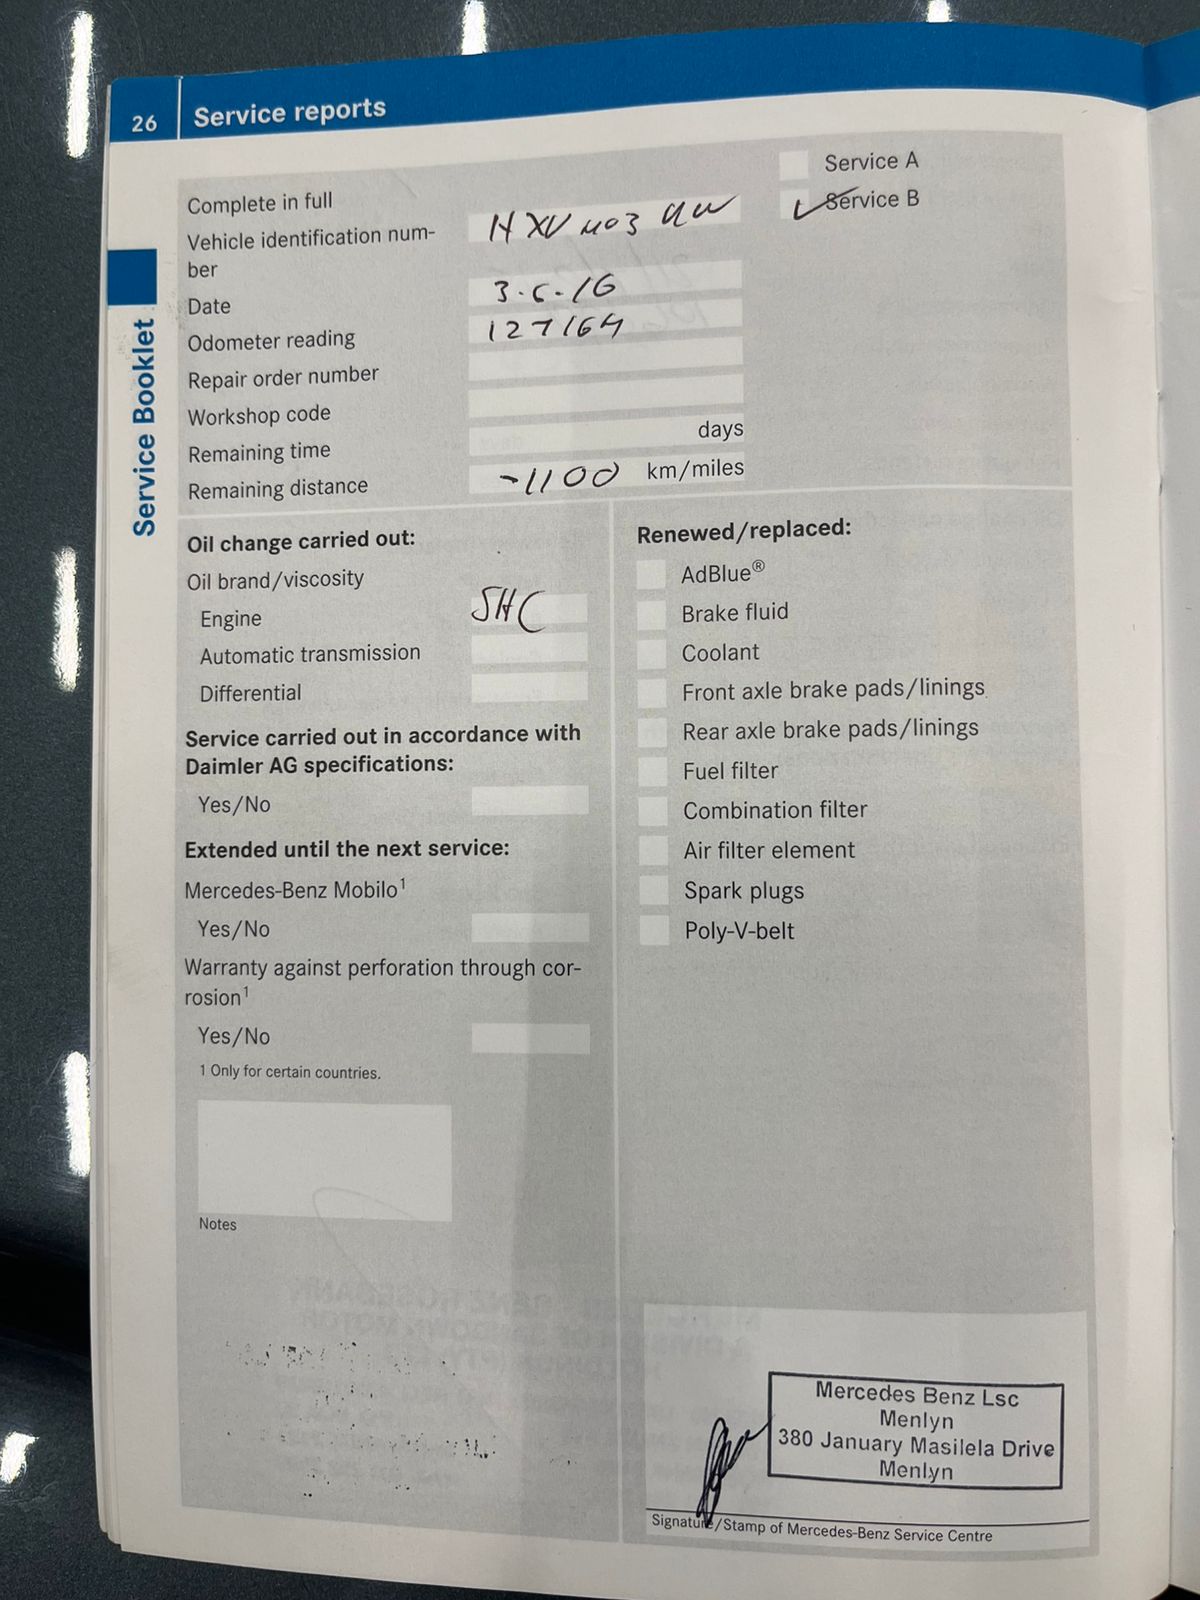 26 Service reports
Service A
Service B
Complete in full
Vehicle identification num-
ber
HXV 403 GW
Date
3-6-16
Odometer reading
127164
Repair order number
Workshop code
Remaining time
days
Remaining distance
-1100 km/miles
Service Booklet
Oil change carried out:
Oil brand/viscosity
Engine
SHC
Automatic transmission
Differential
Service carried out in accordance with
Daimler AG specifications:
Yes/No
Extended until the next service:
Mercedes-Benz Mobilo1
Yes/No
Warranty against perforation through cor-
rosion1
Yes/No
1 Only for certain countries.
Notes
Renewed/replaced:
AdBlue®
Brake fluid
Coolant
Front axle brake pads/linings
Rear axle brake pads/linings
Fuel filter
Combination filter
Air filter element
Spark plugs
Poly-V-belt
Mercedes Benz Lsc
Menlyn
380 January Masilela Drive
Menlyn
Signature/Stamp of Mercedes-Benz Service Centre